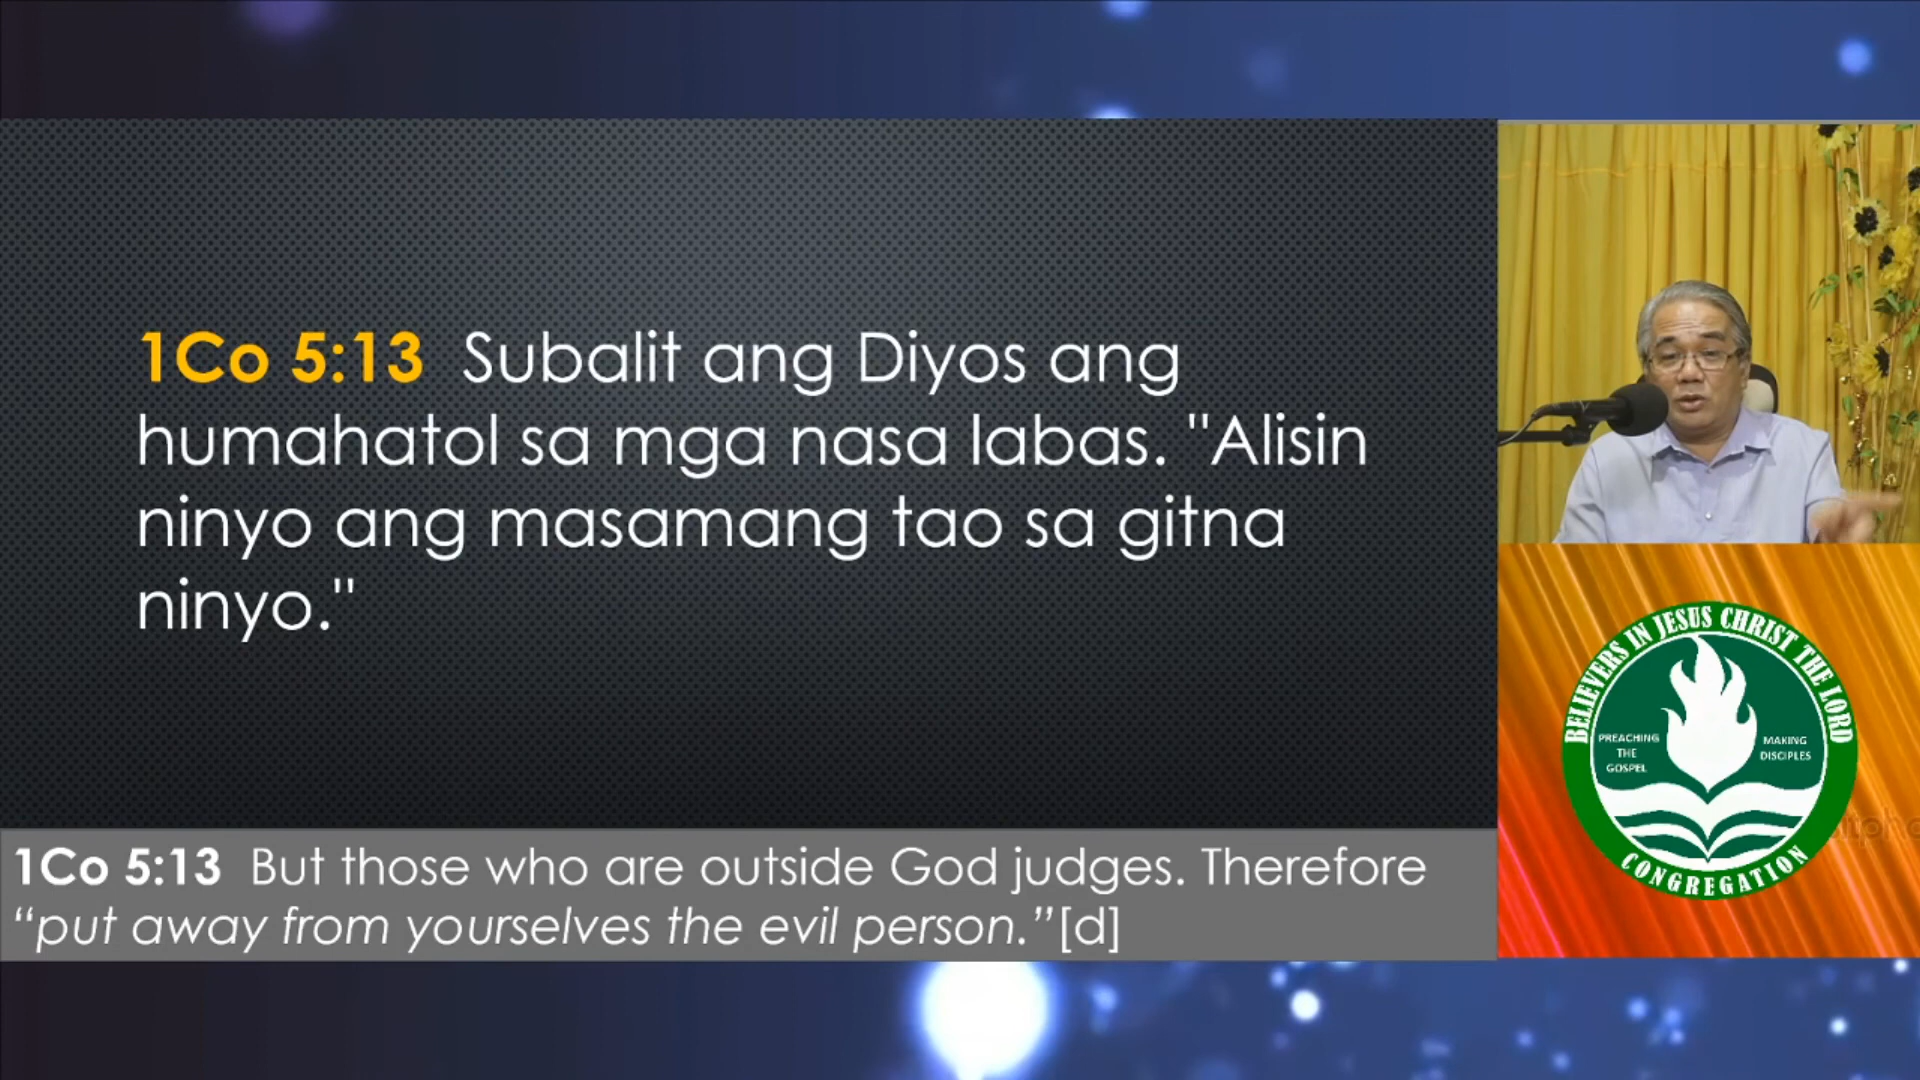 1Co 5:13 Subalit ang Diyos ang
humahatol sa mga nasa labas. "Alisin
ninyo ang masamang tao sa gitna
ninyo."
1Co 5:13 But those who are outside God judges. Therefore
“put away from yourselves the evil person.”[d]
BELIEVERS IN JESUS CHRIST THE LORD
PREACHING
THE
GOSPEL
MAKING
DISCIPLES
CONGREGATION